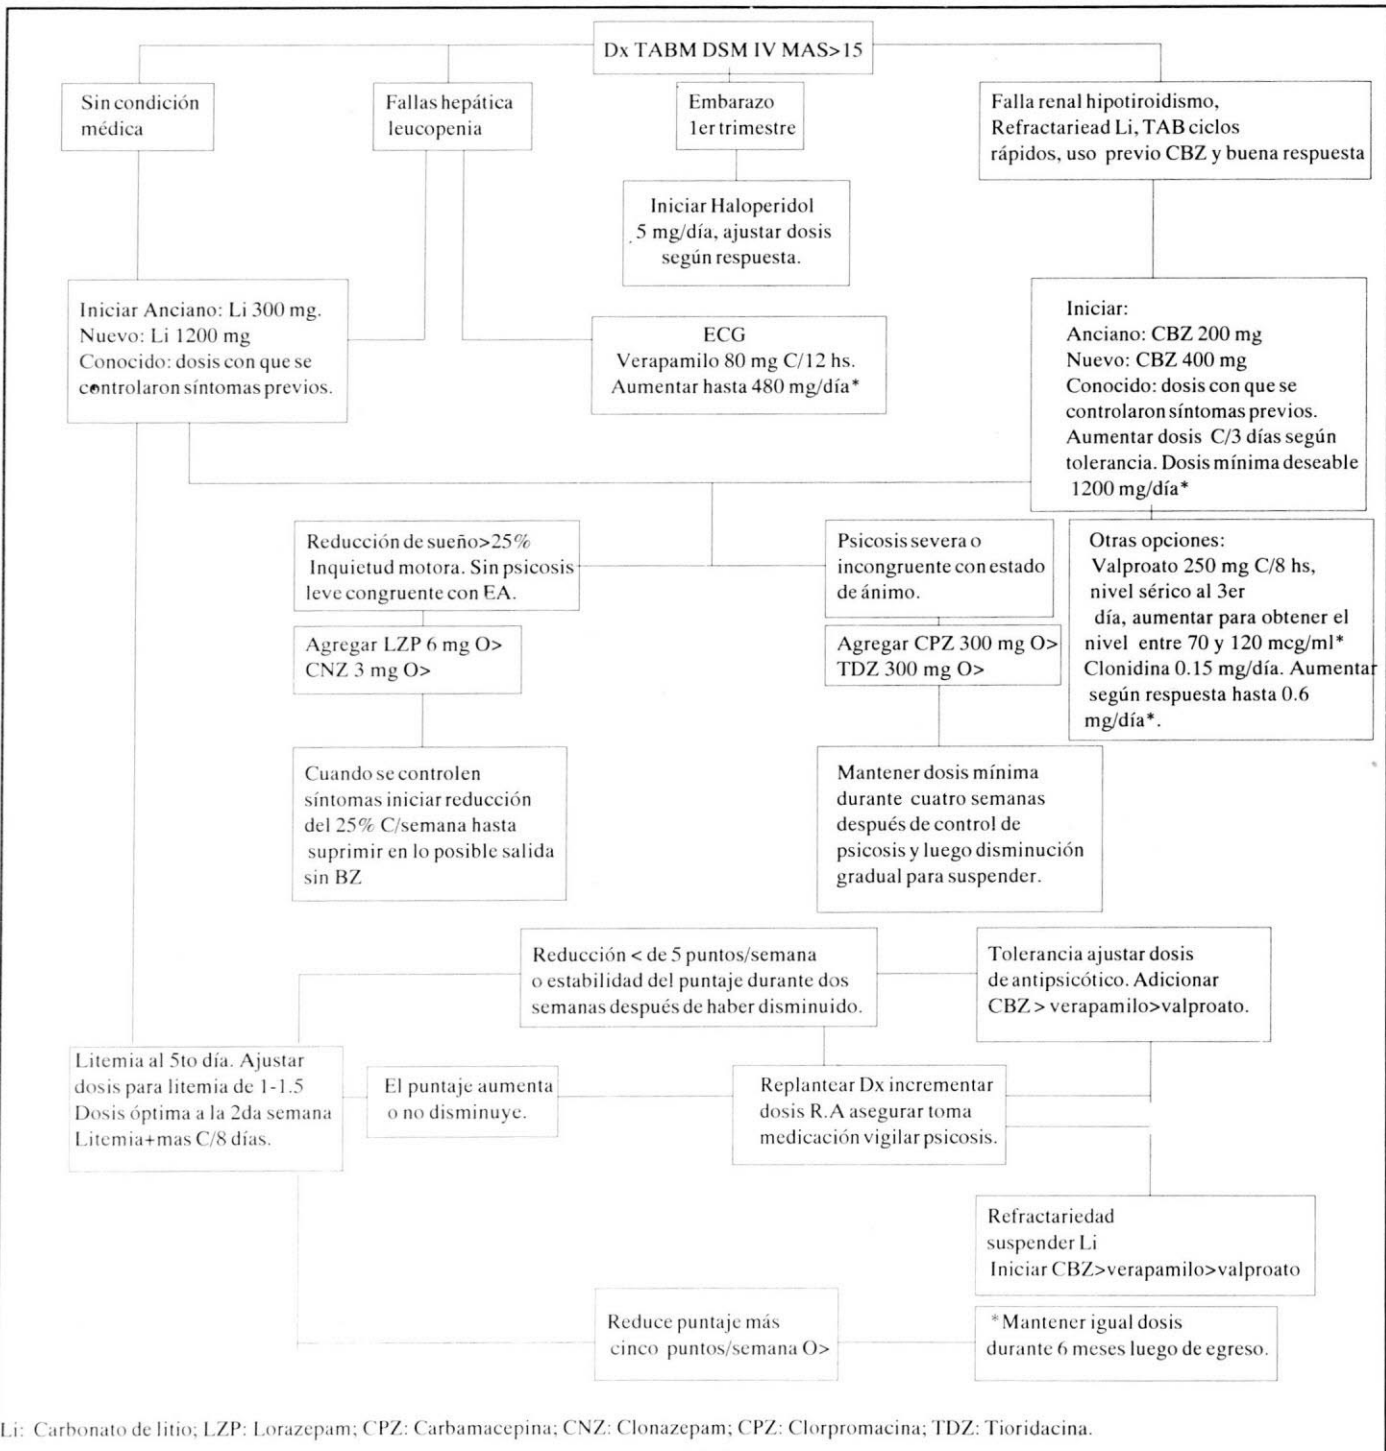 Dx TABM DSM IV MAS>15
Sin condición
médica
Fallas hepática
leucopenia
Embarazo
1er trimestre
Falla renal hipotiroidismo,
Refractariead Li, TAB ciclos
rápidos, uso previo CBZ y buena respuesta
Iniciar Haloperidol
5 mg/día, ajustar dosis
según respuesta.
Iniciar Anciano: Li 300 mg.
Nuevo: Li 1200 mg
Conocido: dosis con que se
controlaron síntomas previos.
ECG
Verapamilo 80 mg C/12 hs.
Aumentar hasta 480 mg/día*
Iniciar:
Anciano: CBZ 200 mg
Nuevo: CBZ 400 mg
Conocido: dosis con que se
controlaron síntomas previos.
Aumentar dosis C/3 días según
tolerancia. Dosis mínima deseable
1200 mg/día*
Reducción de sueño>25%
Inquietud motora. Sin psicosis
leve congruente con EA.
Psicosis severa o
incongruente con estado
de ánimo.
Otras opciones:
Valproato 250 mg C/8 hs,
nivel sérico al 3er
día, aumentar para obtener el
nivel entre 70 y 120 mcg/ml*
Clonidina 0.15 mg/día. Aumentar
según respuesta hasta 0.6
mg/día*.
Agregar LZP 6 mg O>
CNZ 3 mg O>
Agregar CPZ 300 mg O>
TDZ 300 mg O>
Cuando se controlen
síntomas iniciar reducción
del 25% C/semana hasta
suprimir en lo posible salida
sin BZ
Mantener dosis mínima
durante cuatro semanas
después de control de
psicosis y luego disminución
gradual para suspender.
Reducción < de 5 puntos/semana
o estabilidad del puntaje durante dos
semanas después de haber disminuido.
Tolerancia ajustar dosis
de antipsicótico. Adicionar
CBZ > verapamilo>valproato.
Litemia al 5to día. Ajustar
dosis para litemia de 1-1.5
Dosis óptima a la 2da semana
Litemia+mas C/8 días.
El puntaje aumenta
o no disminuye.
Replantear Dx incrementar
dosis R.A asegurar toma
medicación vigilar psicosis.
Refractariedad
suspender Li
Iniciar CBZ>verapamilo>valproato
Reduce puntaje más
cinco puntos/semana O>
*Mantener igual dosis
durante 6 meses luego de egreso.
Li: Carbonato de litio; LZP: Lorazepam; CPZ: Carbamacepina; CNZ: Clonazepam; CPZ: Clorpromacina; TDZ: Tioridacina.